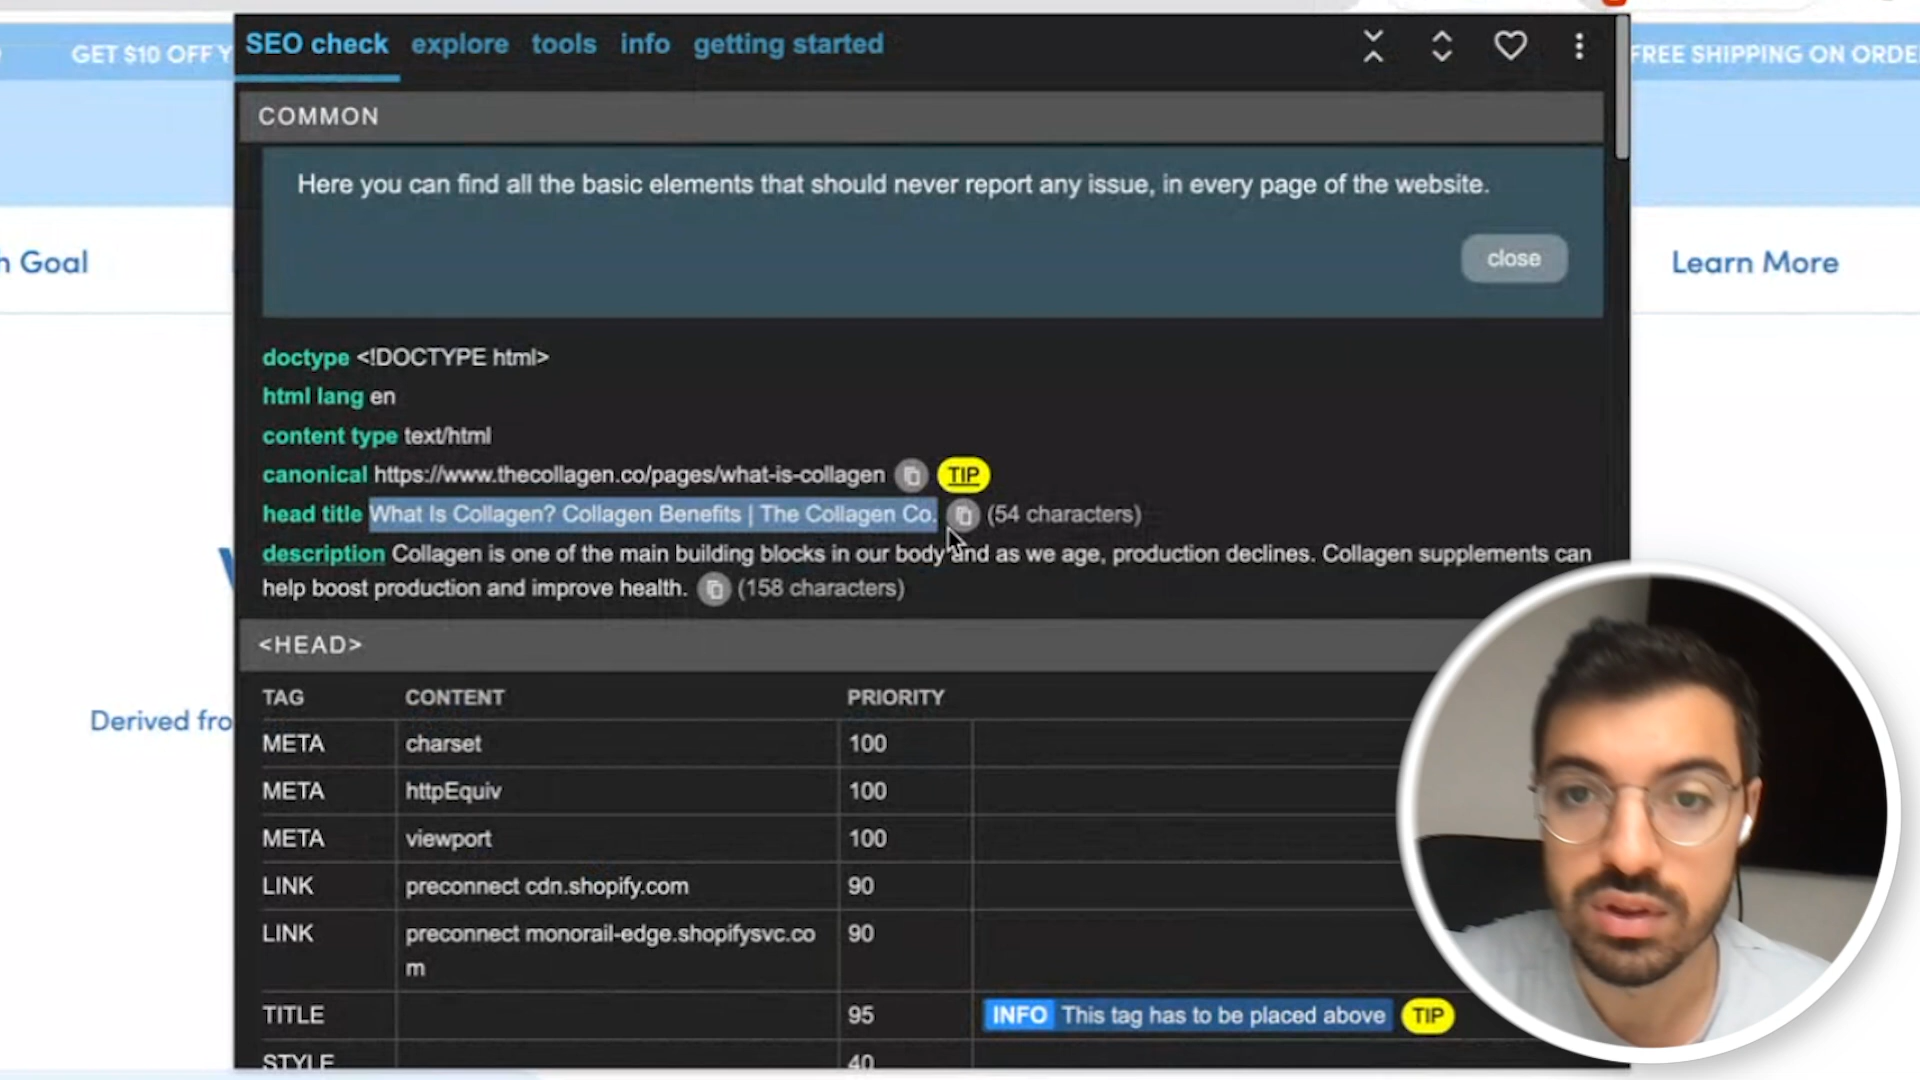 SEO check explore tools info getting started
GET $10 OFF Y
FREE SHIPPING ON ORDE
COMMON
Here you can find all the basic elements that should never report any issue, in every page of the website.
close
Goal
Learn More
doctype <!DOCTYPE html>
html lang en
content type text/html
canonical https://www.thecollagen.co/pages/what-is-collagen TIP
head title What Is Collagen? Collagen Benefits | The Collagen Co. (54 characters)
description Collagen is one of the main building blocks in our body and as we age, production declines. Collagen supplements can
help boost production and improve health. (158 characters)
<HEAD>
TAG CONTENT PRIORITY
Derived fro
META charset 100
META httpEquiv 100
META viewport 100
LINK preconnect cdn.shopify.com 90
LINK preconnect monorail-edge.shopifysvc.co 90
m
TITLE 95 INFO This tag has to be placed above TIP
STYLE 40